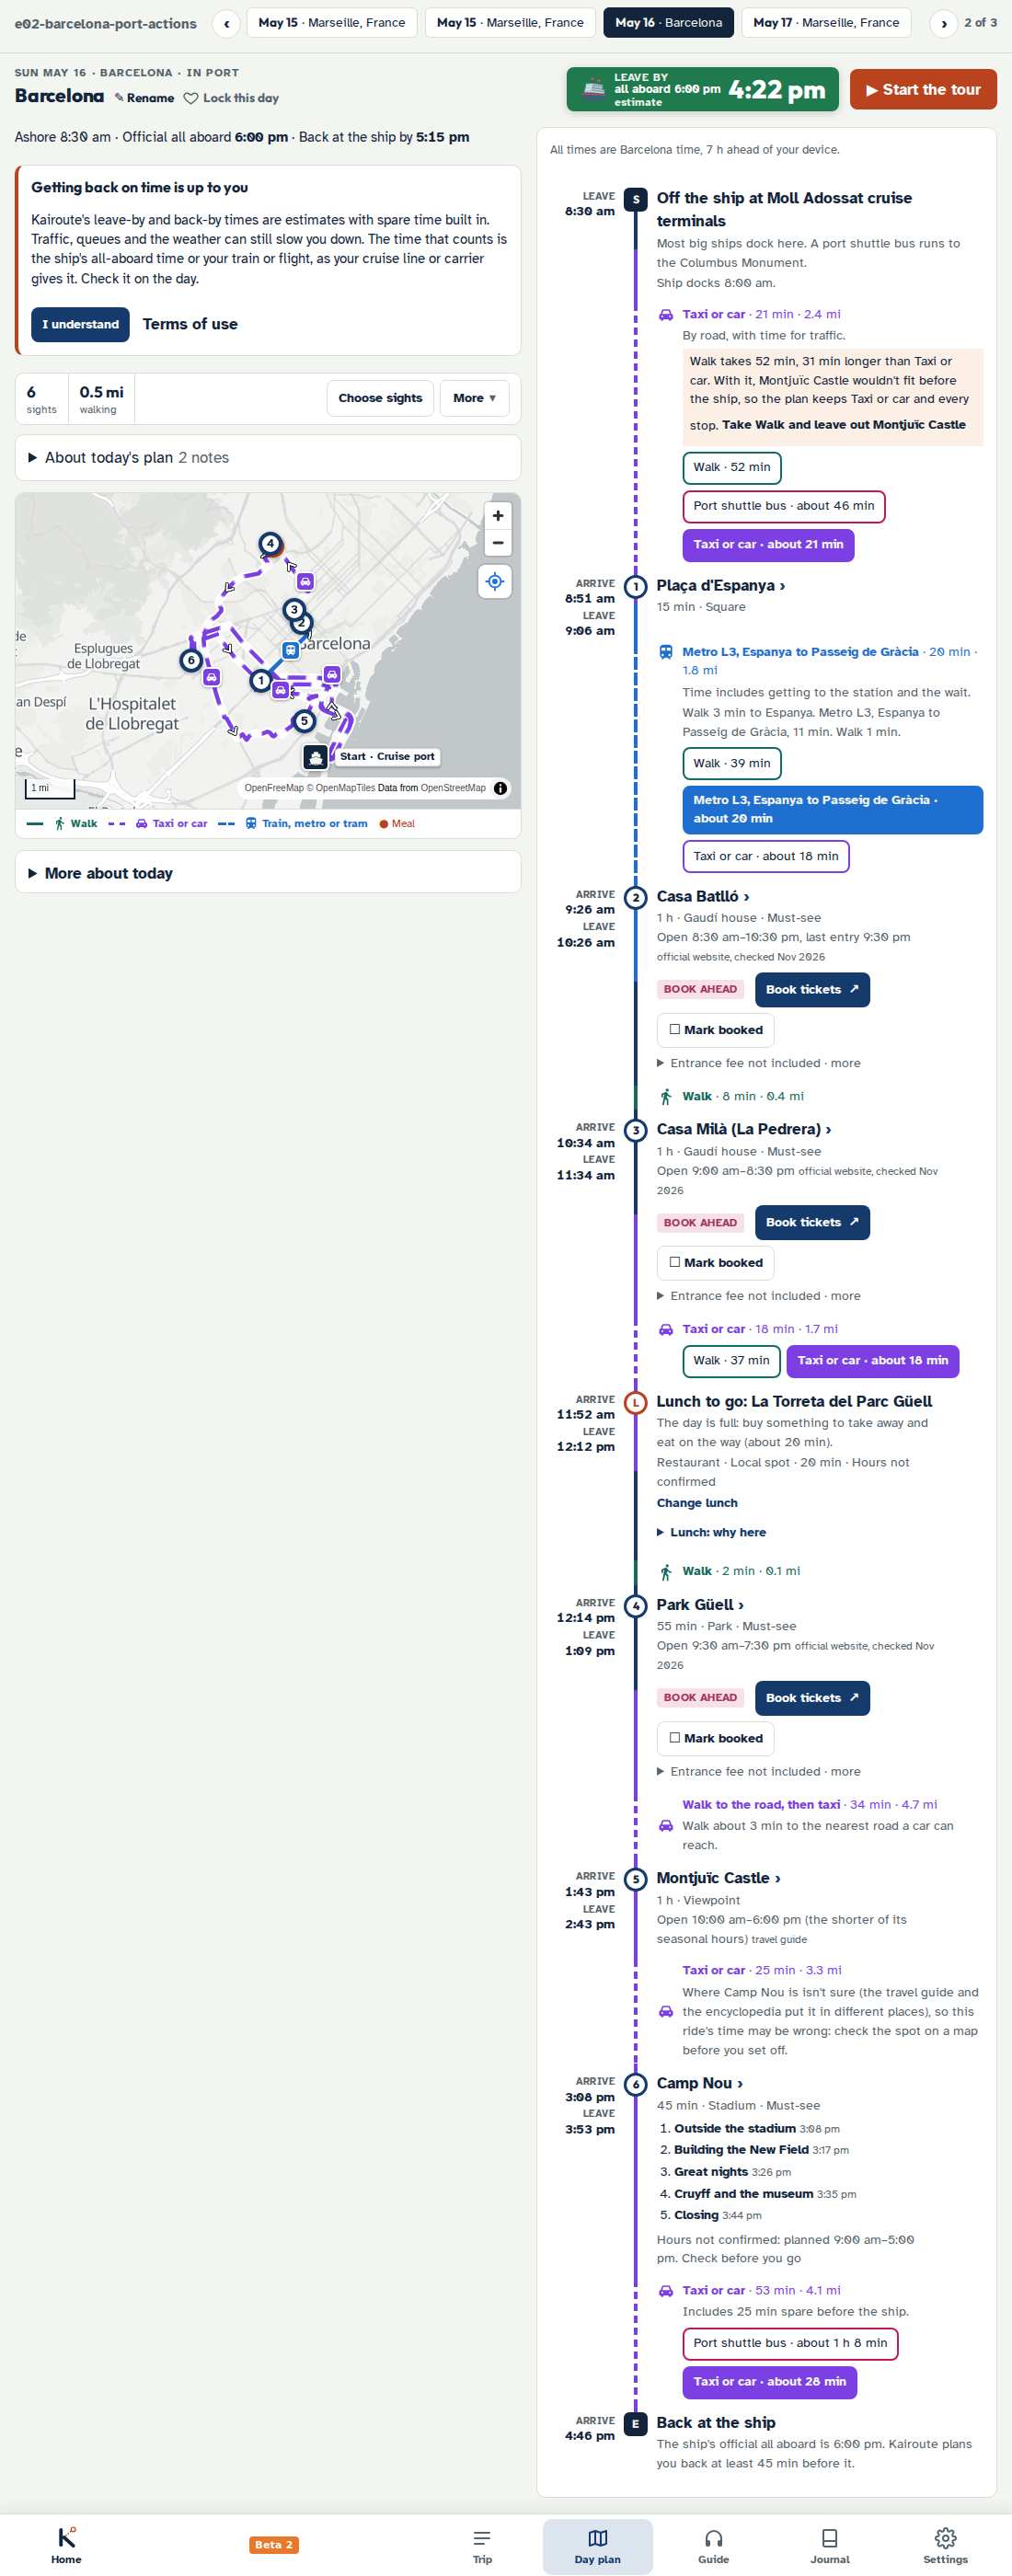 e02-barcelona-port-actions
‹
May 15 · Marseille, France
May 15 · Marseille, France
May 16 · Barcelona
May 17 · Marseille, France
›
2 of 3
SUN MAY 16 · BARCELONA · IN PORT
Barcelona
✎ Rename
Lock this day
LEAVE BY
all aboard 6:00 pm
estimate
4:22 pm
▶ Start the tour
Ashore 8:30 am · Official all aboard 6:00 pm · Back at the ship by 5:15 pm
Getting back on time is up to you
Kairoute's leave-by and back-by times are estimates with spare time built in.
Traffic, queues and the weather can still slow you down. The time that counts is
the ship's all-aboard time or your train or flight, as your cruise line or carrier
gives it. Check it on the day.
I understand
Terms of use
6
sights
0.5 mi
walking
Choose sights
More ▼
▶ About today's plan 2 notes
+
−
4
3
2
Barcelona
6
1
5
de
Esplugues
de Llobregat
an Despí
L'Hospitalet
de Llobregat
e
Start · Cruise port
1 mi
OpenFreeMap © OpenMapTiles Data from OpenStreetMap
Walk
Taxi or car
Train, metro or tram
Meal
▶ More about today
All times are Barcelona time, 7 h ahead of your device.
LEAVE
8:30 am
S
Off the ship at Moll Adossat cruise
terminals
Most big ships dock here. A port shuttle bus runs to
the Columbus Monument.
Ship docks 8:00 am.
Taxi or car · 21 min · 2.4 mi
By road, with time for traffic.
Walk takes 52 min, 31 min longer than Taxi or
car. With it, Montjuïc Castle wouldn't fit before
the ship, so the plan keeps Taxi or car and every
stop. Take Walk and leave out Montjuïc Castle
Walk · 52 min
Port shuttle bus · about 46 min
Taxi or car · about 21 min
ARRIVE
8:51 am
LEAVE
9:06 am
1
Plaça d'Espanya ›
15 min · Square
Metro L3, Espanya to Passeig de Gràcia · 20 min ·
1.8 mi
Time includes getting to the station and the wait.
Walk 3 min to Espanya. Metro L3, Espanya to
Passeig de Gràcia, 11 min. Walk 1 min.
Walk · 39 min
Metro L3, Espanya to Passeig de Gràcia ·
about 20 min
Taxi or car · about 18 min
ARRIVE
9:26 am
LEAVE
10:26 am
2
Casa Batlló ›
1 h · Gaudí house · Must-see
Open 8:30 am–10:30 pm, last entry 9:30 pm
official website, checked Nov 2026
BOOK AHEAD
Book tickets ↗
☐ Mark booked
▶ Entrance fee not included · more
Walk · 8 min · 0.4 mi
ARRIVE
10:34 am
LEAVE
11:34 am
3
Casa Milà (La Pedrera) ›
1 h · Gaudí house · Must-see
Open 9:00 am–8:30 pm official website, checked Nov
2026
BOOK AHEAD
Book tickets ↗
☐ Mark booked
▶ Entrance fee not included · more
Taxi or car · 18 min · 1.7 mi
Walk · 37 min
Taxi or car · about 18 min
ARRIVE
11:52 am
LEAVE
12:12 pm
L
Lunch to go: La Torreta del Parc Güell
The day is full: buy something to take away and
eat on the way (about 20 min).
Restaurant · Local spot · 20 min · Hours not
confirmed
Change lunch
▶ Lunch: why here
Walk · 2 min · 0.1 mi
ARRIVE
12:14 pm
LEAVE
1:09 pm
4
Park Güell ›
55 min · Park · Must-see
Open 9:30 am–7:30 pm official website, checked Nov
2026
BOOK AHEAD
Book tickets ↗
☐ Mark booked
▶ Entrance fee not included · more
Walk to the road, then taxi · 34 min · 4.7 mi
Walk about 3 min to the nearest road a car can
reach.
ARRIVE
1:43 pm
LEAVE
2:43 pm
5
Montjuïc Castle ›
1 h · Viewpoint
Open 10:00 am–6:00 pm (the shorter of its
seasonal hours) travel guide
Taxi or car · 25 min · 3.3 mi
Where Camp Nou is isn't sure (the travel guide and
the encyclopedia put it in different places), so this
ride's time may be wrong: check the spot on a map
before you set off.
ARRIVE
3:08 pm
LEAVE
3:53 pm
6
Camp Nou ›
45 min · Stadium · Must-see
1. Outside the stadium 3:08 pm
2. Building the New Field 3:17 pm
3. Great nights 3:26 pm
4. Cruyff and the museum 3:35 pm
5. Closing 3:44 pm
Hours not confirmed: planned 9:00 am–5:00
pm. Check before you go
Taxi or car · 53 min · 4.1 mi
Includes 25 min spare before the ship.
Port shuttle bus · about 1 h 8 min
Taxi or car · about 28 min
ARRIVE
4:46 pm
E
Back at the ship
The ship's official all aboard is 6:00 pm. Kairoute plans
you back at least 45 min before it.
Home
Beta 2
Trip
Day plan
Guide
Journal
Settings